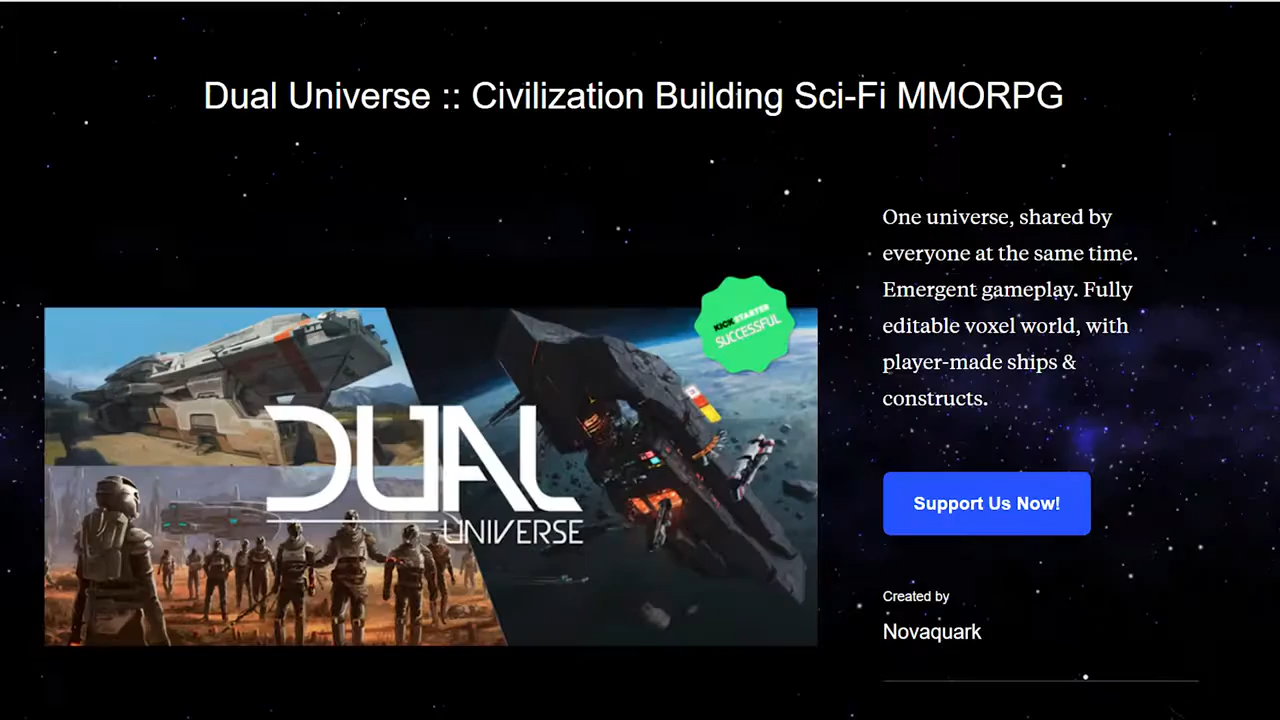 Dual Universe :: Civilization Building Sci-Fi MMORPG
One universe, shared by
everyone at the same time.
Emergent gameplay. Fully
editable voxel world, with
player-made ships &
constructs.
KICKSTARTER
SUCCESSFUL
DUAL
UNIVERSE
Support Us Now!
Created by
Novaquark